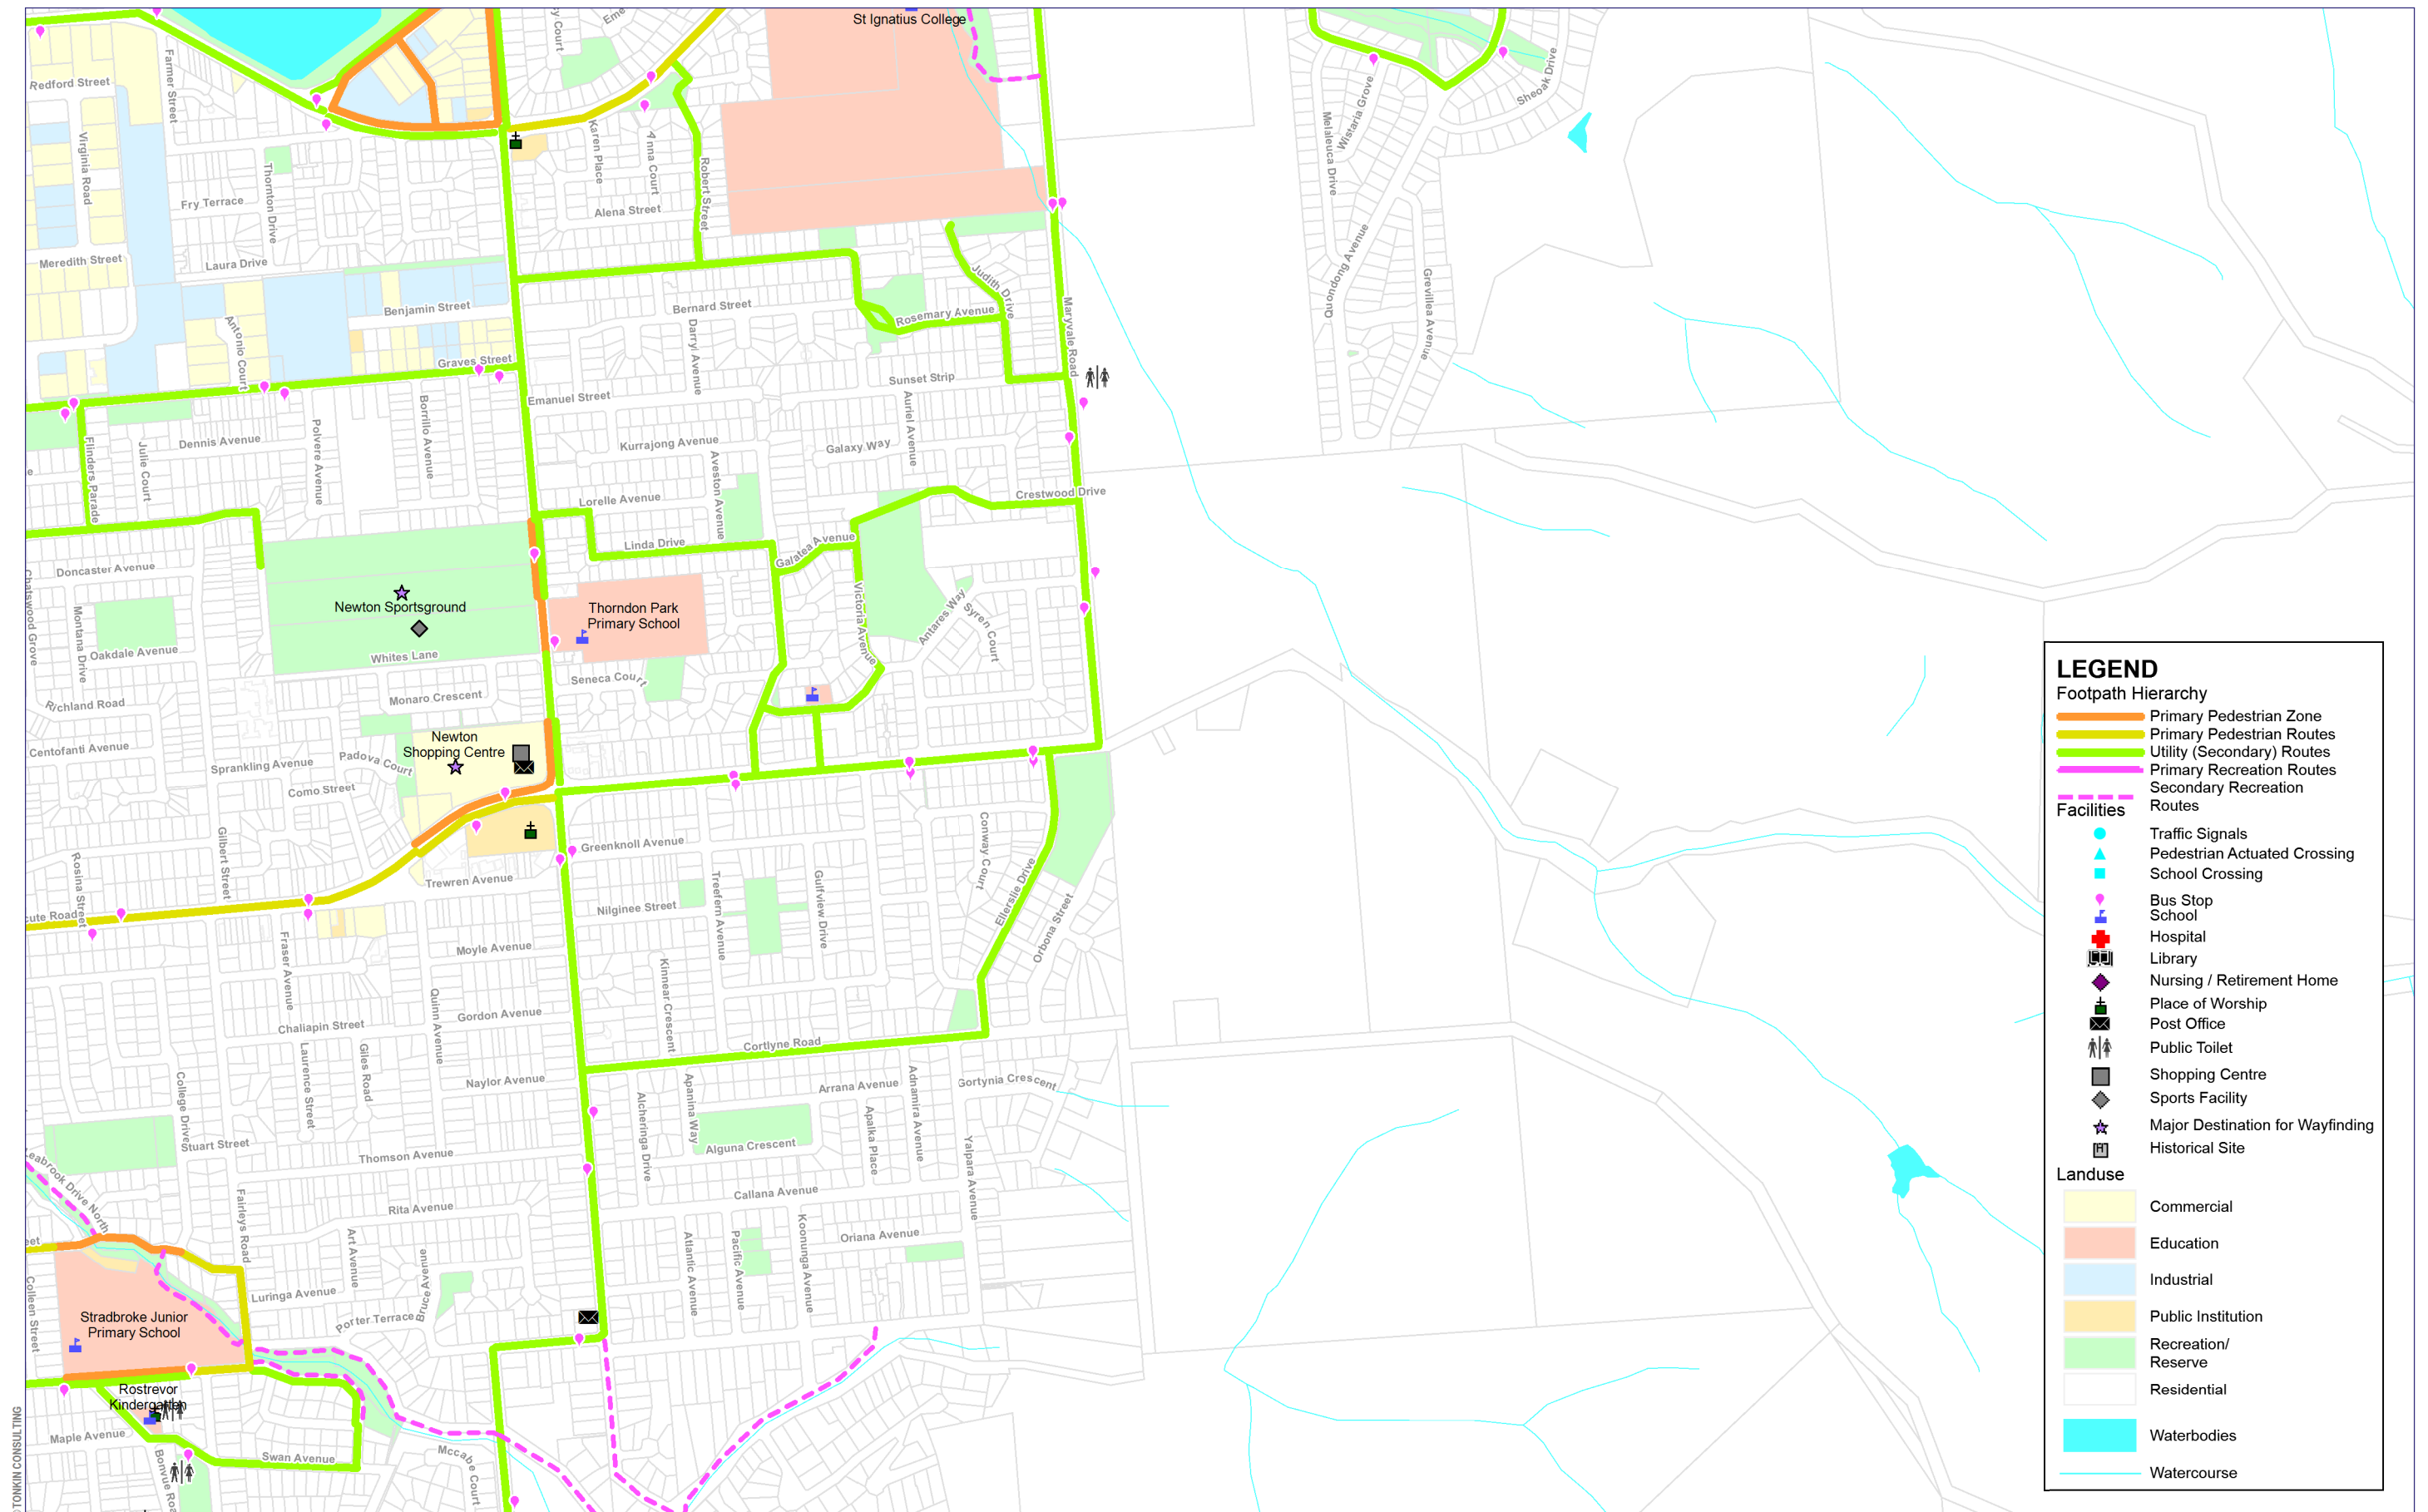 St Ignatius College
Redford Street
Farmer Street
Virginia Road
Thornton Drive
Fry Terrace
Meredith Street
Laura Drive
Karen Place
Anna Court
Robert Street
Alena Street
Melaleuca Drive
Wistaria Grove
Sheoak Drive
Quondong Avenue
Grevillea Avenue
Benjamin Street
Antonio Court
Graves Street
Bernard Street
Darryl Avenue
Judith Drive
Rosemary Avenue
Maryvale Road
Sunset Strip
Emanuel Street
Auriel Avenue
Kurrajong Avenue
Galaxy Way
Flinders Parade
Julie Court
Dennis Avenue
Polvere Avenue
Borrillo Avenue
Aveston Avenue
Lorelle Avenue
Crestwood Drive
Linda Drive
Galatea Avenue
Doncaster Avenue
Chatswood Grove
Montana Drive
Oakdale Avenue
Newton Sportsground
Whites Lane
Thorndon Park
Primary School
Victoria Avenue
Antares Way
Syren Court
Seneca Court
Richland Road
Monaro Crescent
Centofanti Avenue
Newton
Shopping Centre
Padova Court
Sprankling Avenue
Como Street
Gilbert Street
Rosina Street
cute Road
Greenknoll Avenue
Trewren Avenue
Nilginee Street
Treefern Avenue
Gulfview Drive
Conway Court
Ellerslie Drive
Orbona Street
Fraser Avenue
Moyle Avenue
Quinn Avenue
Kinnear Crescent
Gordon Avenue
Chaliapin Street
Cortlyne Road
Laurence Street
Giles Road
Naylor Avenue
College Drive
Alcheringa Drive
Apanina Way
Arrana Avenue
Adnamira Avenue
Gortynia Crescent
Apalka Place
Stuart Street
Thomson Avenue
Alguna Crescent
Yalpara Avenue
Leabrook Drive North
Fairleys Road
Rita Avenue
Callana Avenue
Koonunga Avenue
Oriana Avenue
eet
Art Avenue
Bruce Avenue
Atlantic Avenue
Pacific Avenue
Colleen Street
Luringa Avenue
Porter Terrace
Stradbroke Junior
Primary School
Rostrevor
Kindergarten
Maple Avenue
Swan Avenue
Mccabe Court
TONKIN CONSULTING
LEGEND
Footpath Hierarchy
Primary Pedestrian Zone
Primary Pedestrian Routes
Utility (Secondary) Routes
Primary Recreation Routes
Secondary Recreation
Routes
Facilities
Traffic Signals
Pedestrian Actuated Crossing
School Crossing
Bus Stop
School
Hospital
Library
Nursing / Retirement Home
Place of Worship
Post Office
Public Toilet
Shopping Centre
Sports Facility
Major Destination for Wayfinding
Historical Site
Landuse
Commercial
Education
Industrial
Public Institution
Recreation/
Reserve
Residential
Waterbodies
Watercourse